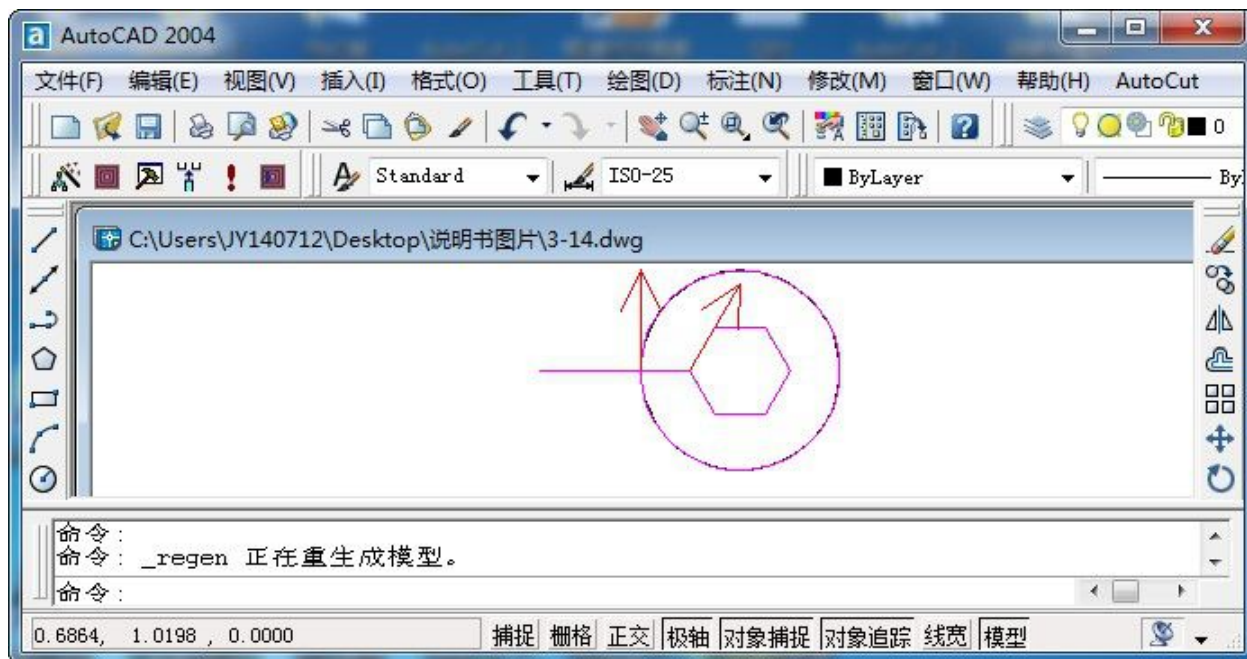 AutoCAD 2004
文件(F) 编辑(E) 视图(V) 插入(I) 格式(O) 工具(T) 绘图(D) 标注(N) 修改(M) 窗口(W) 帮助(H) AutoCut
0
Standard ISO-25 ByLayer By
C:\Users\JY140712\Desktop\说明书图片\3-14.dwg
命令:
命令: _regen 正在重生成模型。
命令:
0.6864, 1.0198 , 0.0000 捕捉 栅格 正交 极轴 对象捕捉 对象追踪 线宽 模型